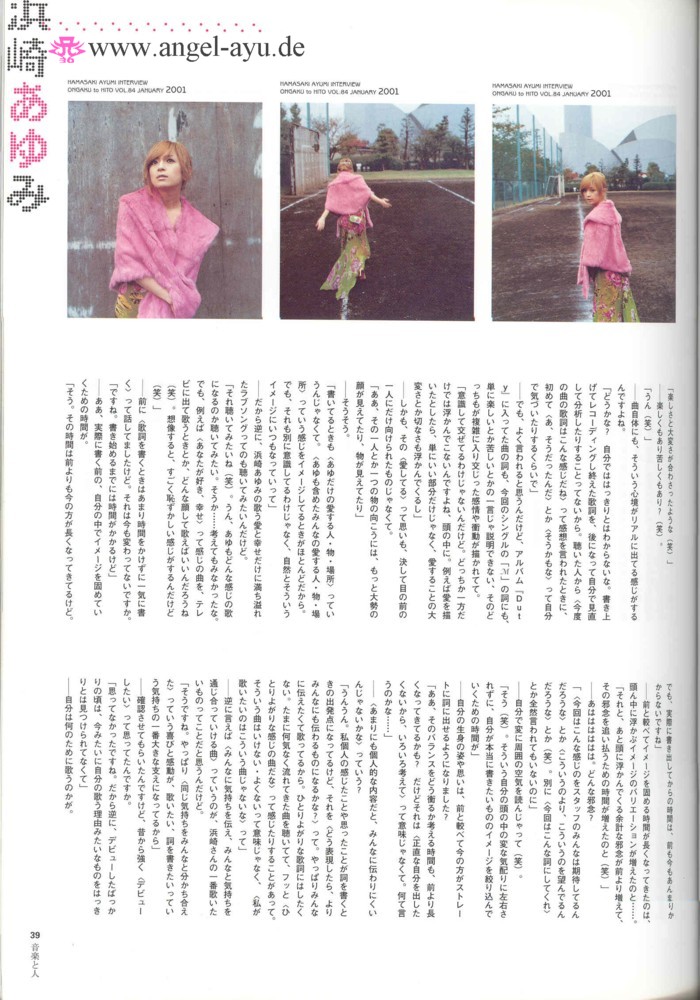 浜崎あゆみ
36
www.angel-ayu.de
HAMASAKI AYUMI INTERVIEW
ONGAKU to HITO VOL.84 JANUARY 2001
HAMASAKI AYUMI INTERVIEW
ONGAKU to HITO VOL.84 JANUARY 2001
HAMASAKI AYUMI INTERVIEW
ONGAKU to HITO VOL.84 JANUARY 2001
「楽しさと大変さが合わさったような(笑)」
――楽しくもあり苦しくもあり……(笑)。
「うん(笑)」
――曲自体にも、そういう心境がリアルに出てる感じがする
んですよね。
「どうかな? 自分でははっきりとはわからないな。書き上
げてレコーディングし終えた歌詞を、後になって自分で見直
して分析したりすることってないから。聴いた人から〈今度
の曲の歌詞はこんな感じだね〉って感想を言われたときに、
初めて〈あ、そうだったんだ〉とか〈そうかもな〉って自分
で気づいたりするくらいで」
――でも、よく言われると思うんだけど、アルバム『Dut
y』に入ってた曲の詞も、今回のシングルの「M」の詞にも、
単に楽しいとか苦しいとかの一言じゃ説明できない、そのど
っちもが複雑に入り交じった感情や衝動が描かれてて。
「意識して交ぜてるわけじゃないんだけど。どっちか一方だ
けでは浮かんでこないんですよね、頭の中に。例えば愛を描
いたとしたら、単にいい部分だけじゃなく、愛することの大
変さとか切なさも浮かんでくるし」
――しかも、その〈愛してる〉って思いも、決して目の前の
一人にだけ向けられたものじゃなくて。
「ああ、その一人とか一つの物の向こうには、もっと大勢の
顔が見えてたり、物が見えてたり」
――そうそう。
「書いてるときも〈あゆだけの愛する人・物・場所〉ってい
うんじゃなくて。〈あゆも含めたみんなの愛する人・物・場
所〉っていう感じをイメージしてるときがほとんどだから。
でも、それも別に意識してるわけじゃなく、自然とそういう
イメージにいつもなっていって」
――だから逆に、浜崎あゆみの歌う愛と幸せだけに満ち溢れ
たラブソングってのも聴いてみたいんだけど。
「それ聴いてみたいね(笑)。うん、あゆもどんな感じの歌
になるのか聴いてみたい。そうか……考えてもみなかったな。
でも、例えば〈あなたが好き、幸せ〉って感じの曲を、テレ
ビに出て歌うときとか、どんな顔して歌えばいいんだろうね
(笑)。想像すると、すごく恥ずかしい感じがするんだけど
(笑)」
――前に〈歌詞を書くときはあまり時間をかけずに一気に書
く〉って話してましたけど。それは今も変わってないですか。
「ですね。書き始めるまでには時間がかかるけど」
――ああ、実際に書く前の、自分の中でイメージを固めてい
くための時間が。
「そう。その時間は前よりも今の方が長くなってきてるけど。
でも、実際に書き出してからの時間は、前も今もあんまりか
からないですね」
――前と較べてイメージを固める時間が長くなってきたのは、
頭ん中に浮かぶイメージのバリエーションが増えたのと……。
「それと、あと頭に浮かんでくる余計な邪念が前より増えて、
その邪念を追い払うための時間が増えたのと(笑)」
――あははははは。どんな邪念?
「〈今回はこんな感じのをスタッフのみんなは期待してるん
だろうな〉とか〈こういうのより、こういうのを望んでるん
だろうな〉とか(笑)。別に〈今回はこんな詞にしてくれ〉
とか全然言われてもいないのに」
――自分で変に周囲の空気を読んじゃって(笑)。
「そう(笑)。そういう自分の頭の中の変な気配りに左右さ
れずに、自分が本当に書きたいもののイメージを絞り込んで
いくための時間が」
――自分の生身の姿や思いは、前と較べて今の方がストレー
トに詞に出せるようになりました?
「ああ、そのバランスをどう測るか考える時間も、前より長
くなってきてるかも? だけどそれは〈正直な自分を出した
くないから、いろいろ考えて〉って意味じゃなくて。何て言
うのかな……」
――〈あまりにも個人的な内容だと、みんなに伝わりにくい
んじゃないかな〉っていう?
「うんうん。私個人の感じたことや思ったことが詞を書くと
きの出発点になってるけど、それを〈どう表現したら、より
みんなにも伝わるものになるかな?〉って。やっぱりみんな
に伝えたくて歌ってるから。ひとりよがりな歌詞にはしたく
ない。たまに何気なく流れてきた曲を聴いてて、フッと〈ひ
とりよがりな感じの曲だな〉って感じたりすることがあって。
そういう曲はいけない・よくないって意味じゃなく、〈私が
歌いたいのはこういう曲じゃないな〉って」
――逆に言えば〈みんなに気持ちを伝え、みんなと気持ちを
通じ合っていける曲〉っていうのが、浜崎さんの一番歌いた
いものってことだと思うんだけど。
「そうですね。やっぱり〈同じ気持ちをみんなと分かち合え
た〉っていう喜びと感動が、歌いたい、詞を書きたいってい
う気持ちの一番大きな支えになってるから」
――確認させてもらいたいんですけど、昔から強く〈デビュー
したい〉って思ってたんですか。
「思ってなかったですね。だから逆に、デビューしたばっか
りの頃は、今みたいに自分の歌う理由みたいなものをはっき
りとは見つけられてなくて」
――自分は何のために歌うのかが。
39 音楽と人